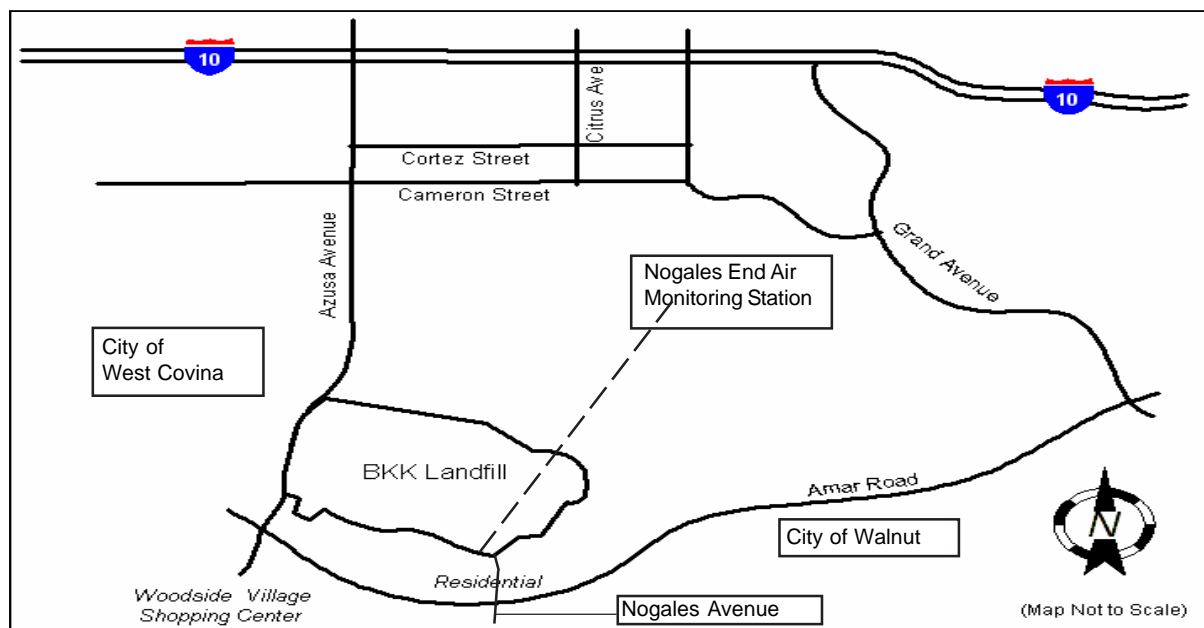 10
10
Citrus Ave
Cortez Street
Cameron Street
Azusa Avenue
Grand Avenue
Nogales End Air
Monitoring Station
City of
West Covina
BKK Landfill
Amar Road
City of Walnut
N
Residential
Woodside Village
Shopping Center
Nogales Avenue
(Map Not to Scale)